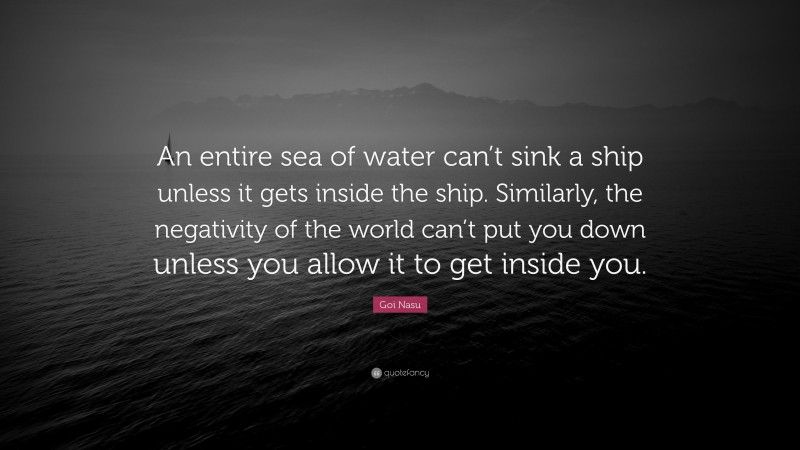 An entire sea of water can’t sink a ship
unless it gets inside the ship. Similarly, the
negativity of the world can’t put you down
unless you allow it to get inside you.
Goi Nasu
quotefancy